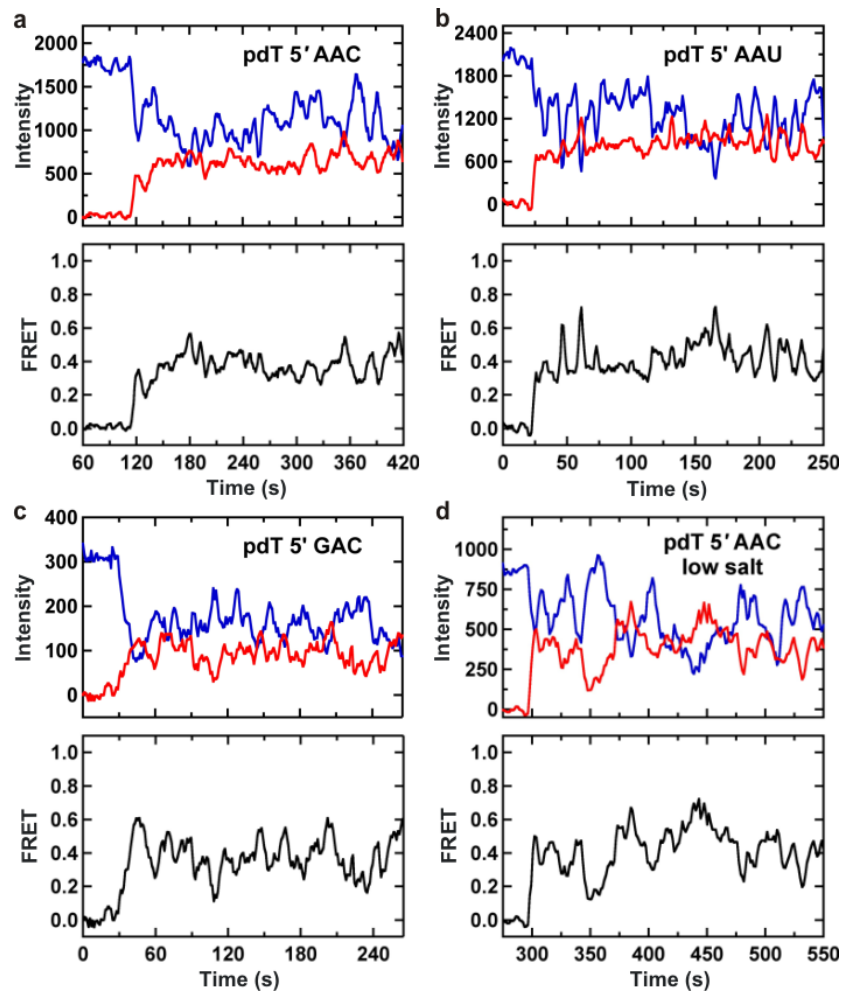 a
pdT 5′ AAC
2000
1500
1000
500
0
Intensity
1.0
0.8
0.6
0.4
0.2
0.0
FRET
60 120 180 240 300 360 420
Time (s)
b
pdT 5' AAU
2400
1800
1200
600
0
Intensity
1.0
0.8
0.6
0.4
0.2
0.0
FRET
0 50 100 150 200 250
Time (s)
c
pdT 5' GAC
400
300
200
100
0
Intensity
1.0
0.8
0.6
0.4
0.2
0.0
FRET
0 60 120 180 240
Time (s)
d
pdT 5′ AAC
low salt
1000
750
500
250
0
Intensity
1.0
0.8
0.6
0.4
0.2
0.0
FRET
300 350 400 450 500 550
Time (s)